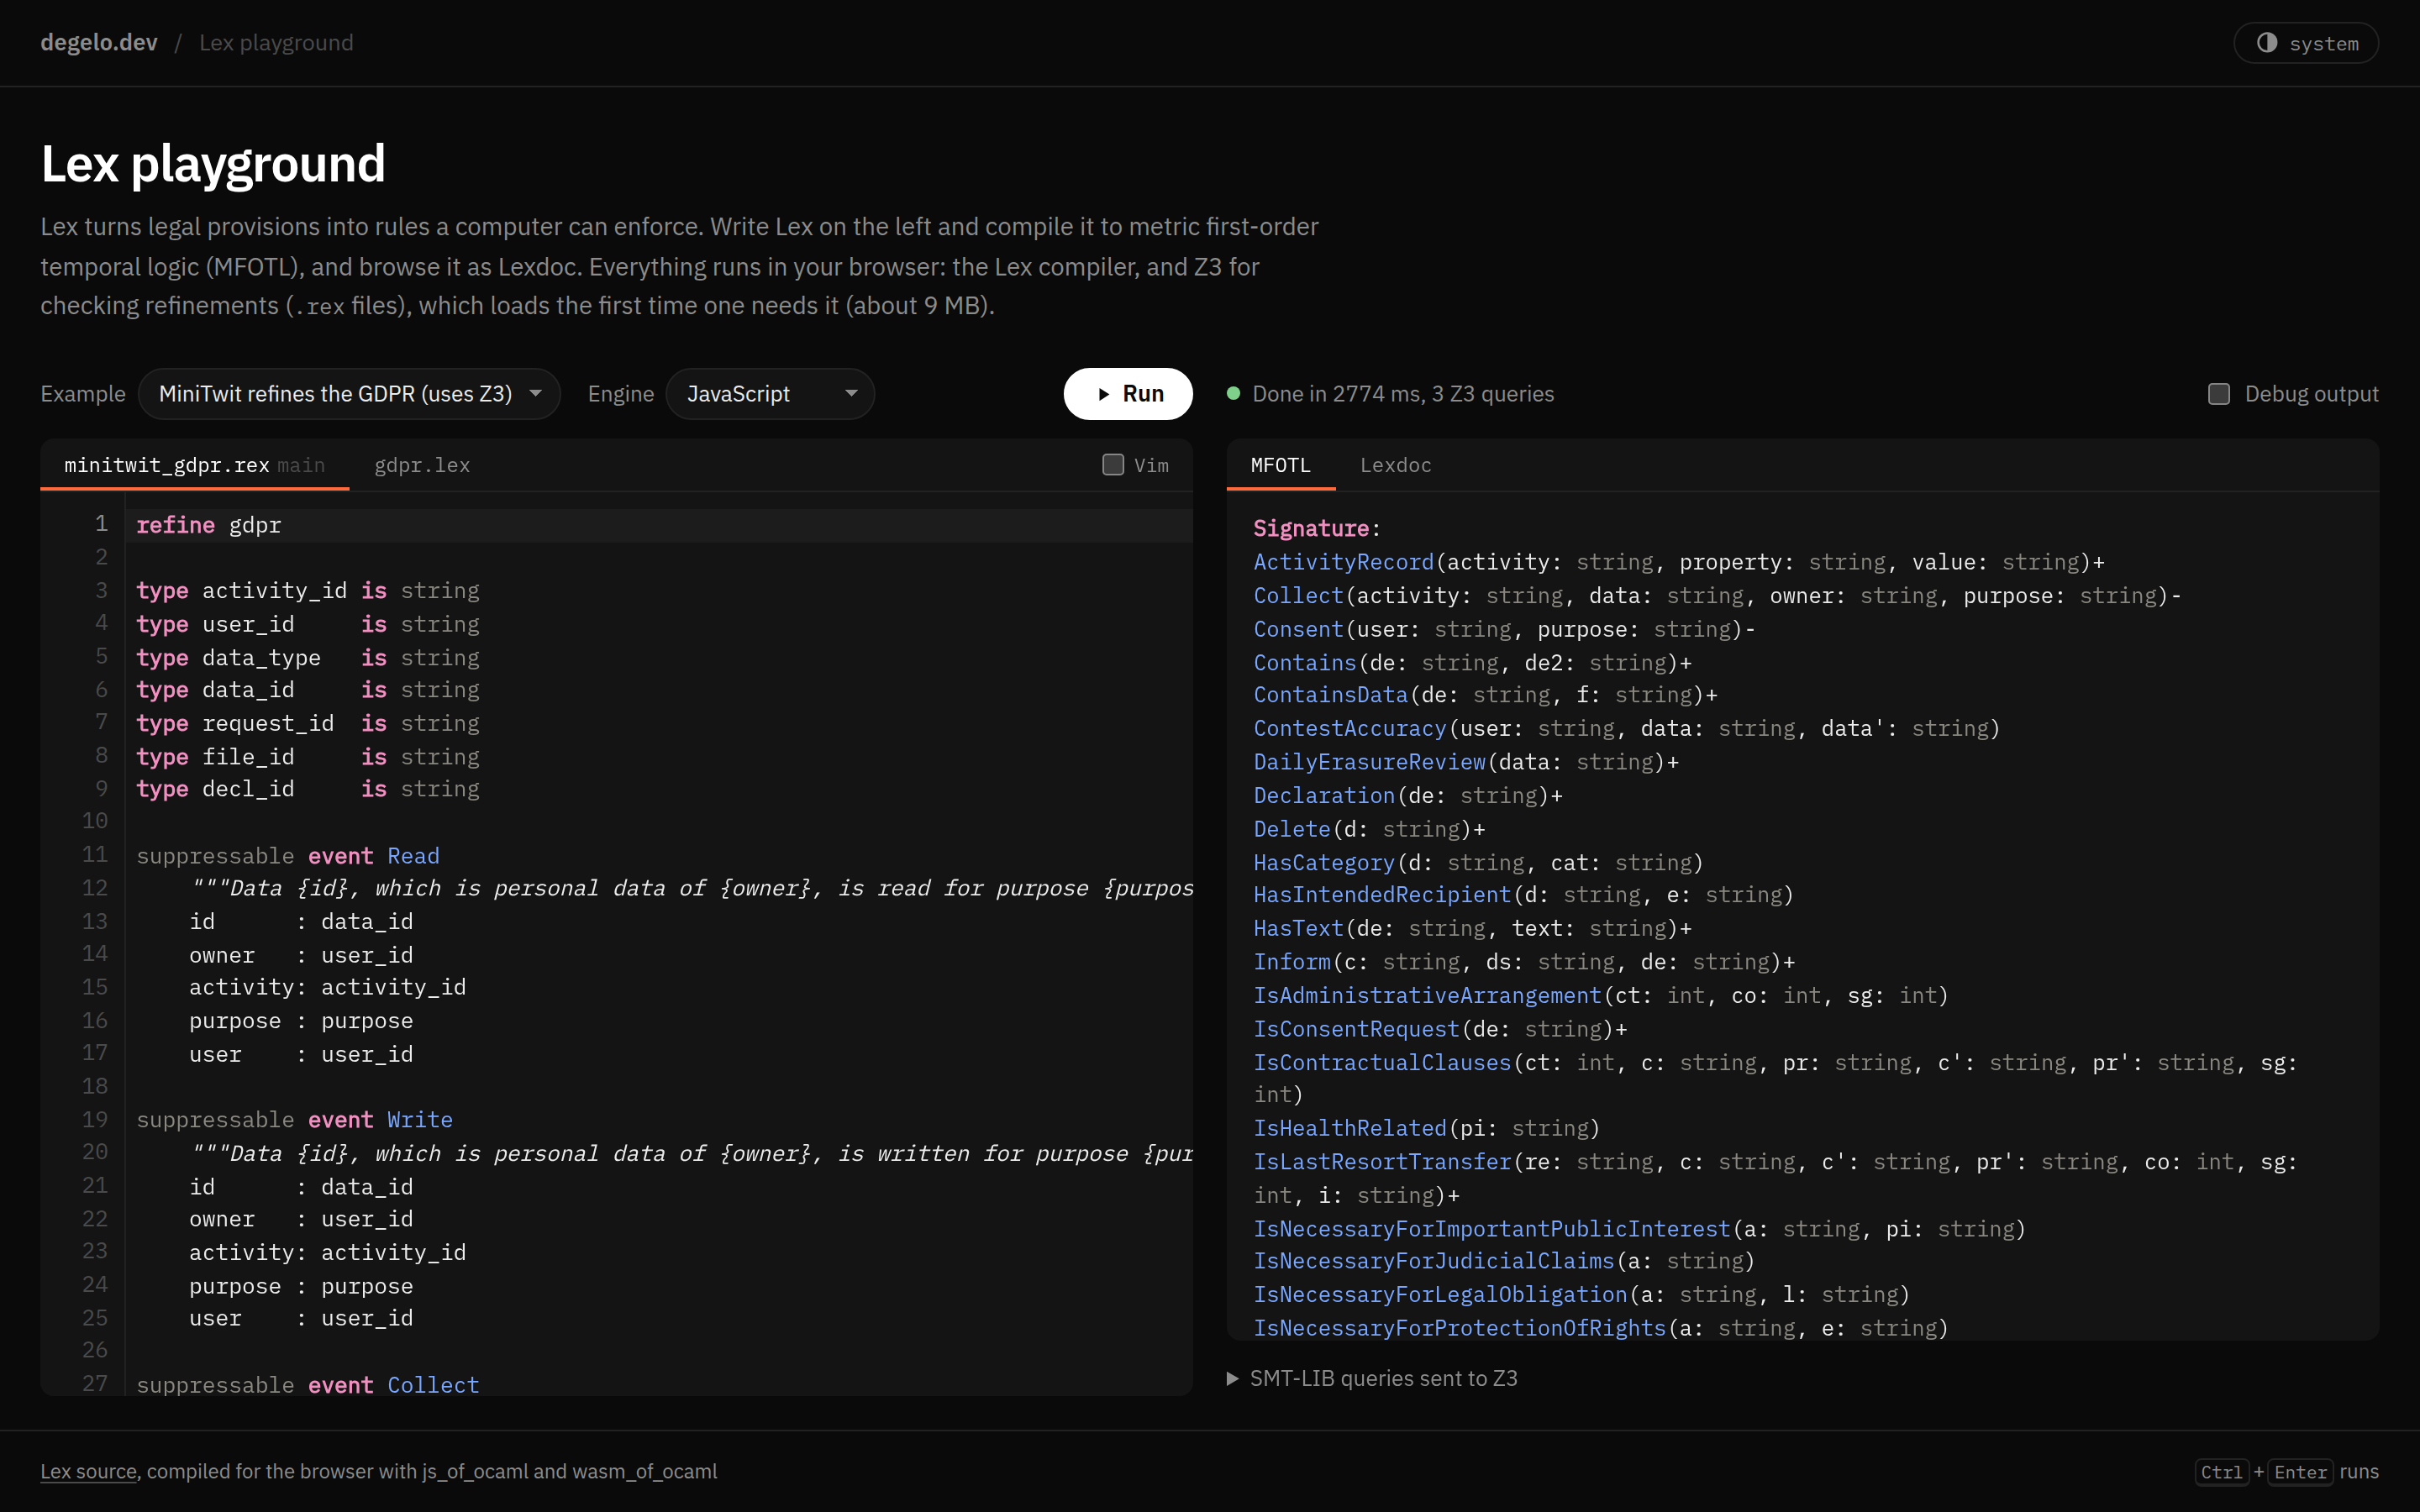 degelo.dev / Lex playground
system
Lex playground
Lex turns legal provisions into rules a computer can enforce. Write Lex on the left and compile it to metric first-order
temporal logic (MFOTL), and browse it as Lexdoc. Everything runs in your browser: the Lex compiler, and Z3 for
checking refinements (.rex files), which loads the first time one needs it (about 9 MB).
Example MiniTwit refines the GDPR (uses Z3) Engine JavaScript Run
Done in 2774 ms, 3 Z3 queries Debug output
minitwit_gdpr.rex main gdpr.lex Vim
1 refine gdpr
2
3 type activity_id is string
4 type user_id     is string
5 type data_type   is string
6 type data_id     is string
7 type request_id  is string
8 type file_id     is string
9 type decl_id     is string
10
11 suppressable event Read
12     """Data {id}, which is personal data of {owner}, is read for purpose {purpos
13     id      : data_id
14     owner   : user_id
15     activity: activity_id
16     purpose : purpose
17     user    : user_id
18
19 suppressable event Write
20     """Data {id}, which is personal data of {owner}, is written for purpose {pur
21     id      : data_id
22     owner   : user_id
23     activity: activity_id
24     purpose : purpose
25     user    : user_id
26
27 suppressable event Collect
MFOTL Lexdoc
Signature:
ActivityRecord(activity: string, property: string, value: string)+
Collect(activity: string, data: string, owner: string, purpose: string)-
Consent(user: string, purpose: string)-
Contains(de: string, de2: string)+
ContainsData(de: string, f: string)+
ContestAccuracy(user: string, data: string, data': string)
DailyErasureReview(data: string)+
Declaration(de: string)+
Delete(d: string)+
HasCategory(d: string, cat: string)
HasIntendedRecipient(d: string, e: string)
HasText(de: string, text: string)+
Inform(c: string, ds: string, de: string)+
IsAdministrativeArrangement(ct: int, co: int, sg: int)
IsConsentRequest(de: string)+
IsContractualClauses(ct: int, c: string, pr: string, c': string, pr': string, sg:
int)
IsHealthRelated(pi: string)
IsLastResortTransfer(re: string, c: string, c': string, pr': string, co: int, sg:
int, i: string)+
IsNecessaryForImportantPublicInterest(a: string, pi: string)
IsNecessaryForJudicialClaims(a: string)
IsNecessaryForLegalObligation(a: string, l: string)
IsNecessaryForProtectionOfRights(a: string, e: string)
SMT-LIB queries sent to Z3
Lex source, compiled for the browser with js_of_ocaml and wasm_of_ocaml
Ctrl + Enter runs